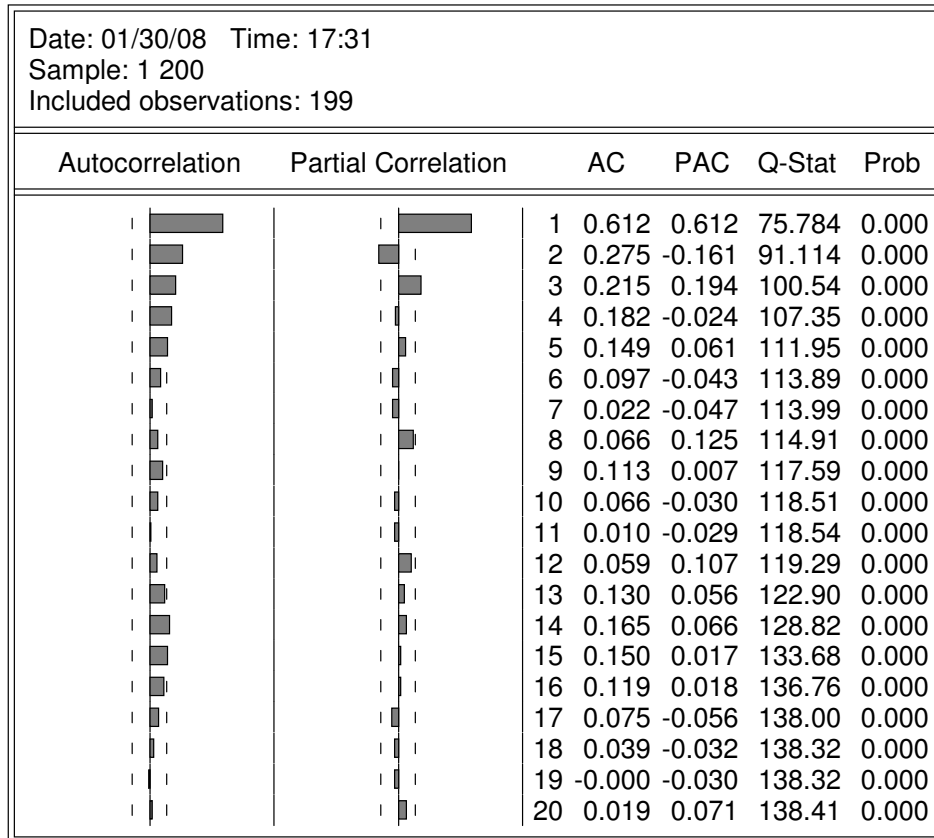 Date: 01/30/08 Time: 17:31
Sample: 1 200
Included observations: 199
Autocorrelation Partial Correlation AC PAC Q-Stat Prob
1 0.612 0.612 75.784 0.000
2 0.275 -0.161 91.114 0.000
3 0.215 0.194 100.54 0.000
4 0.182 -0.024 107.35 0.000
5 0.149 0.061 111.95 0.000
6 0.097 -0.043 113.89 0.000
7 0.022 -0.047 113.99 0.000
8 0.066 0.125 114.91 0.000
9 0.113 0.007 117.59 0.000
10 0.066 -0.030 118.51 0.000
11 0.010 -0.029 118.54 0.000
12 0.059 0.107 119.29 0.000
13 0.130 0.056 122.90 0.000
14 0.165 0.066 128.82 0.000
15 0.150 0.017 133.68 0.000
16 0.119 0.018 136.76 0.000
17 0.075 -0.056 138.00 0.000
18 0.039 -0.032 138.32 0.000
19 -0.000 -0.030 138.32 0.000
20 0.019 0.071 138.41 0.000